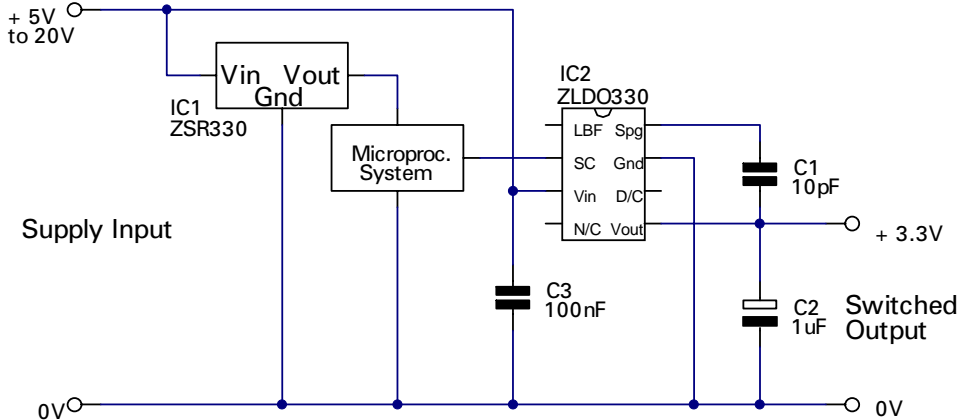 + 5V
to 20V
Vin Vout
Gnd
IC1
ZSR330
Microproc.
System
IC2
ZLDO330
LBF Spg
SC Gnd
Vin D/C
N/C Vout
C1
10pF
Supply Input
+ 3.3V
C3
100nF
C2
1uF
Switched
Output
0V
0V